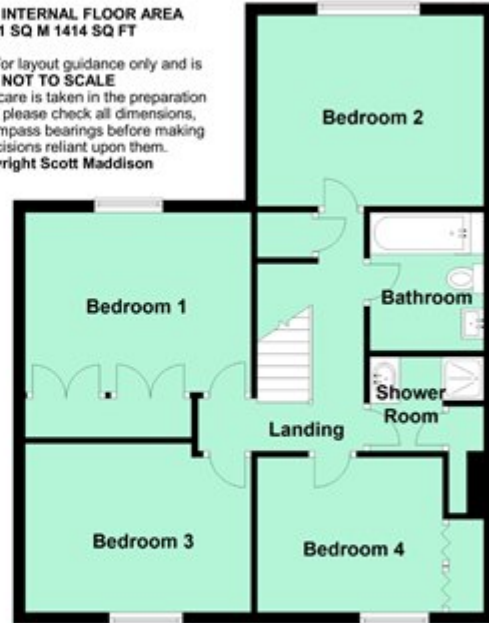 INTERNAL FLOOR AREA
1 SQ M 1414 SQ FT
or layout guidance only and is
NOT TO SCALE
care is taken in the preparation
please check all dimensions,
mpass bearings before making
cisions reliant upon them.
right Scott Maddison
Bedroom 2
Bedroom 1
Bathroom
Shower
Room
Landing
Bedroom 3
Bedroom 4